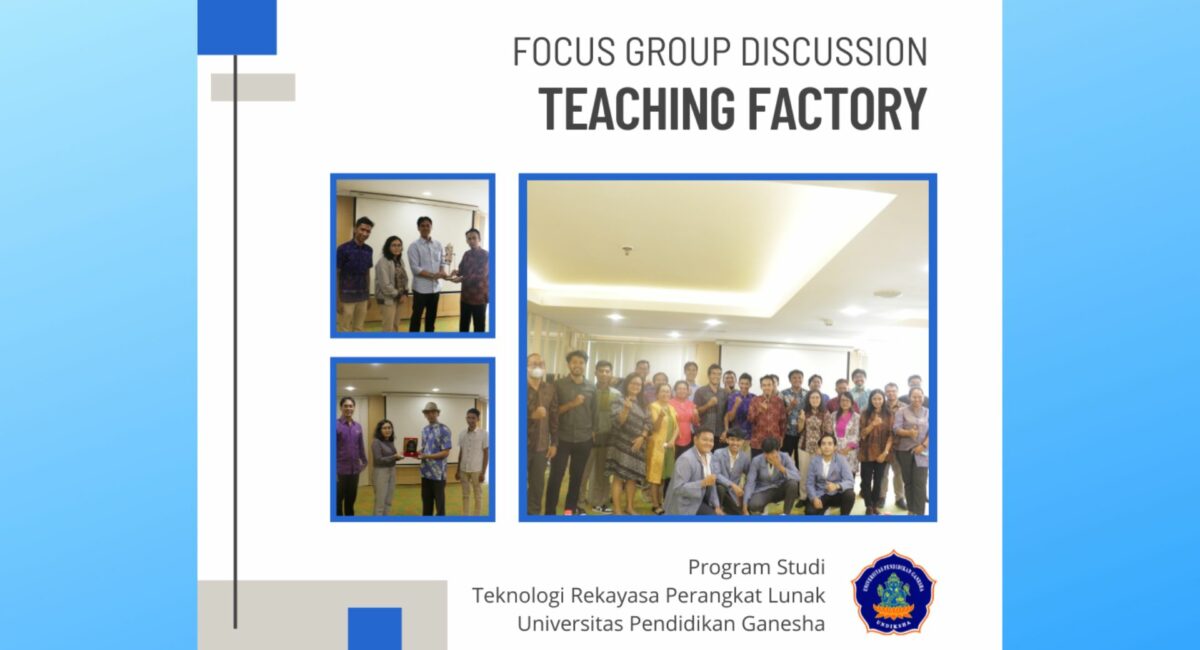 FOCUS GROUP DISCUSSION
TEACHING FACTORY
Program Studi
Teknologi Rekayasa Perangkat Lunak
Universitas Pendidikan Ganesha
UNIVERSITAS PENDIDIKAN GANESHA
UNDIKSHA